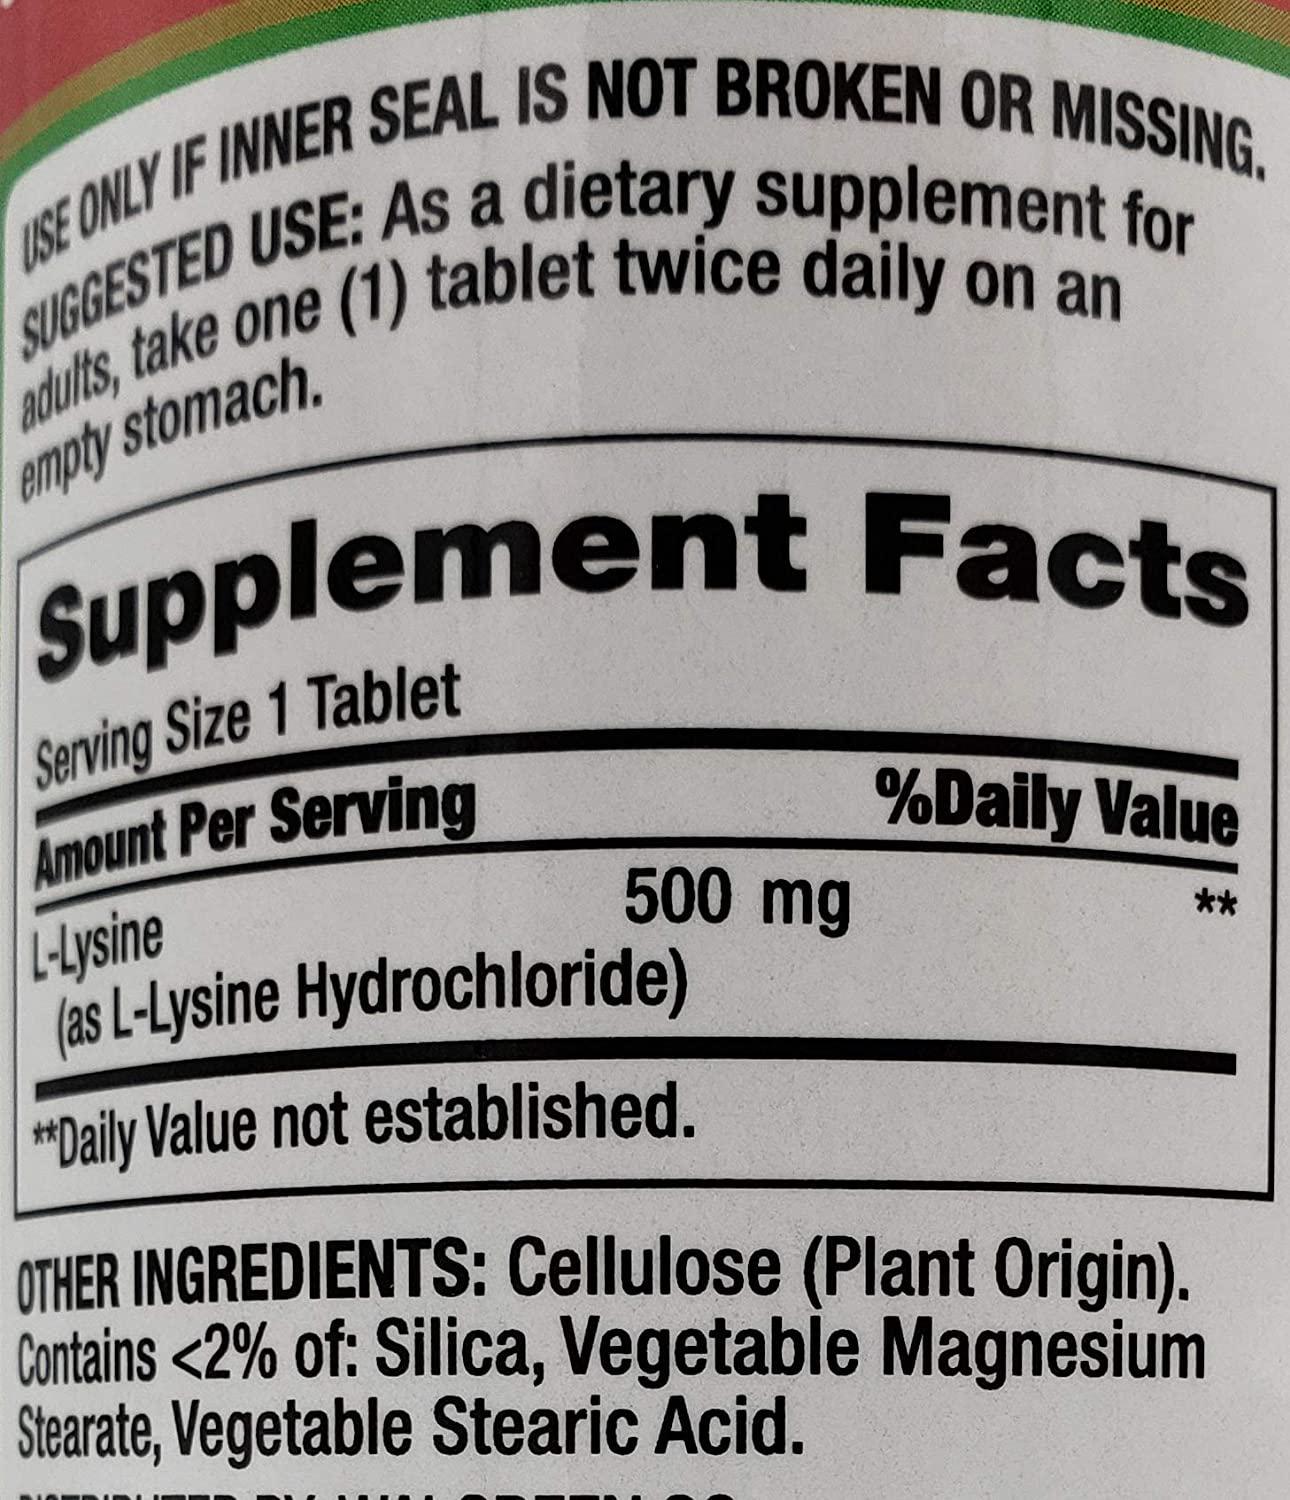 USE ONLY IF INNER SEAL IS NOT BROKEN OR MISSING.
SUGGESTED USE: As a dietary supplement for
adults, take one (1) tablet twice daily on an
empty stomach.
Supplement Facts
Serving Size 1 Tablet
Amount Per Serving %Daily Value
L-Lysine 500 mg **
(as L-Lysine Hydrochloride)
**Daily Value not established.
OTHER INGREDIENTS: Cellulose (Plant Origin).
Contains <2% of: Silica, Vegetable Magnesium
Stearate, Vegetable Stearic Acid.